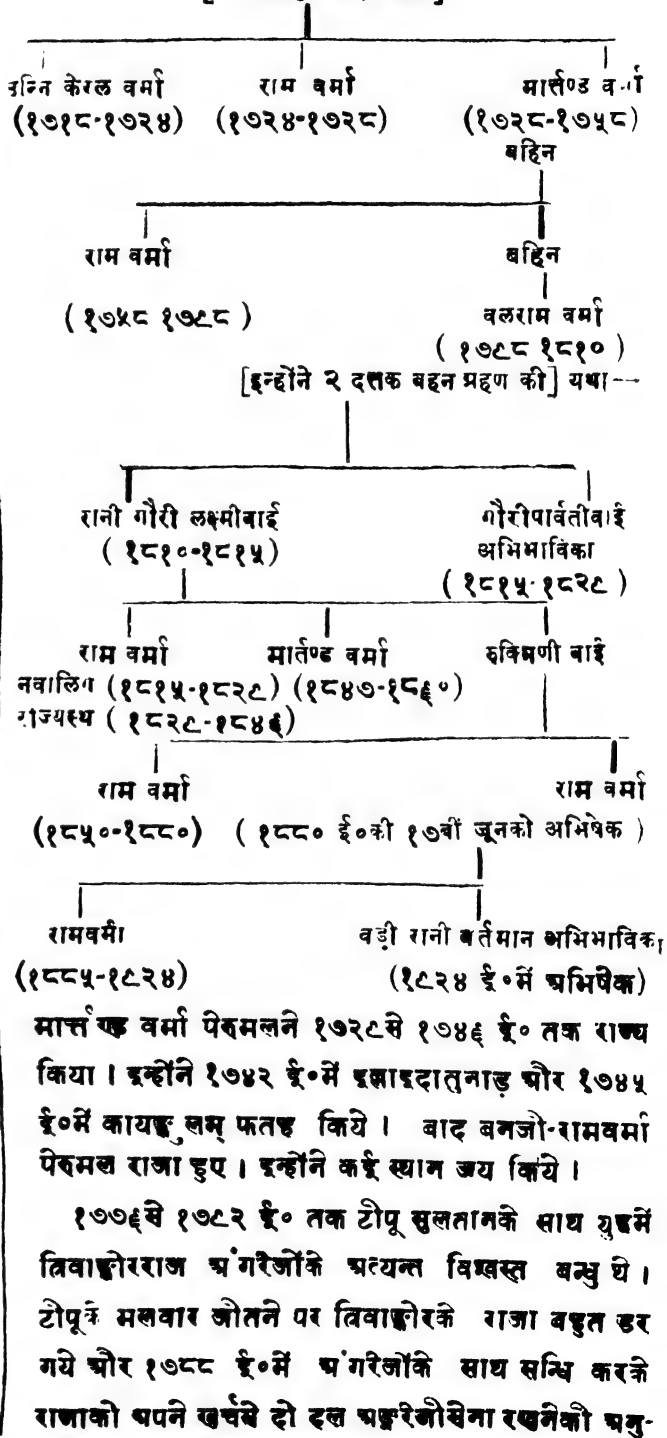 उन्नि केरल वर्मा राम वर्मा मार्त्तण्ड वर्मा
(१७१८-१७२४) (१७२४-१७२८) (१७२८-१७५८)
बहिन
राम वर्मा बहिन
(१७५८ १७९८) वलराम वर्मा
(१७९८ १८१०)
[इन्होंने २ दत्तक बहन ग्रहण की] यथा--
रानी गौरी लक्ष्मीबाई गौरीपार्वतीबाई
(१८१०-१८१५) अभिभाविका
(१८१५-१८२९)
राम वर्मा मार्तण्ड वर्मा रुक्मिणी बाई
नवालिग (१८१५-१८२९) (१८४७-१८६०)
राज्यस्थ (१८२९-१८४६)
राम वर्मा राम वर्मा
(१८५०-१८८०) (१८८० ई०की १७वीं जूनको अभिषेक)
रामवर्मा वड़ी रानी वर्तमान अभिभाविका
(१८८५-१९२४) (१९२४ ई०में अभिषेक)
मार्त्तण्ड वर्मा पेरुमलने १७२९से १७४६ ई० तक राज्य
किया। इन्होंने १७४२ ई०में इलाइदातुनाड़ और १७४५
ई०में कायङ्कुलम् फतह किये। बाद बनजी-रामवर्मा
पेरुमल राजा हुए। इन्होंने कई स्थान जय किये।
१७७६से १७९२ ई० तक टीपू सुलतानके साथ युद्धमें
त्रिवाङ्कोरराज अंगरेजोंके अत्यन्त विश्वस्त बन्धु थे।
टीपूके मलवार जीतने पर त्रिवाङ्कोरके राजा बहुत डर
गये और १७८८ ई०में अंगरेजोंके साथ सन्धि करके
राजाको अपने खर्चसे दो दल अङ्गरेजीसेना रखनेकी अनु-